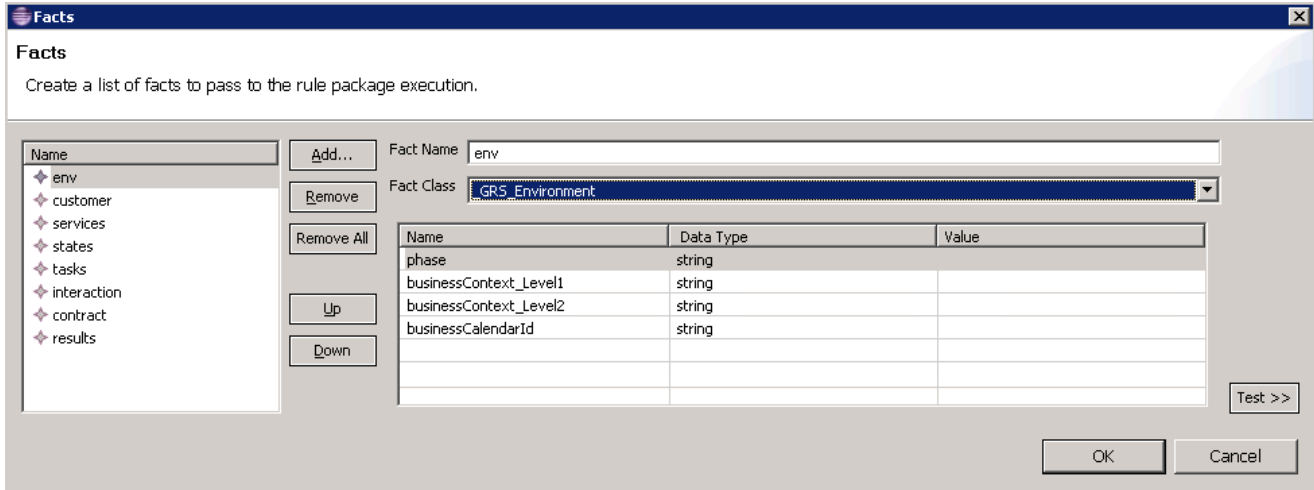 Facts
Facts
Create a list of facts to pass to the rule package execution.
Name
env
customer
services
states
tasks
interaction
contract
results
Add...
Remove
Remove All
Up
Down
Fact Name env
Fact Class _GRS_Environment
Name Data Type Value
phase string
businessContext_Level1 string
businessContext_Level2 string
businessCalendarId string
Test >>
OK Cancel